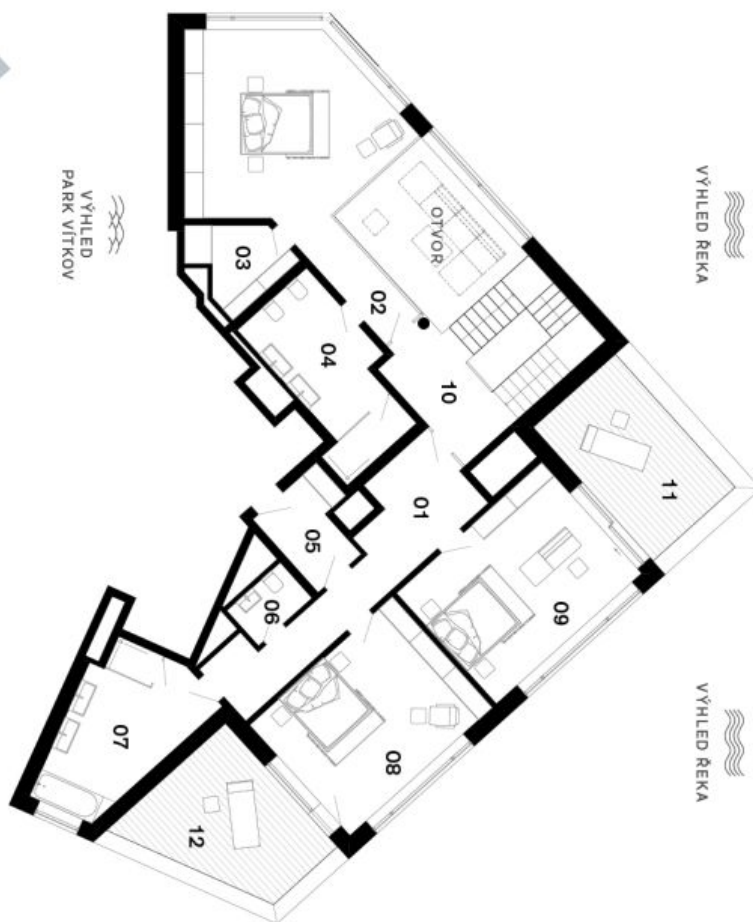 VÝHLED
PARK VÍTKOV
VÝHLED ŘEKA
VÝHLED ŘEKA
OTVOR
03
02
04
10
11
01
05
09
06
08
07
12